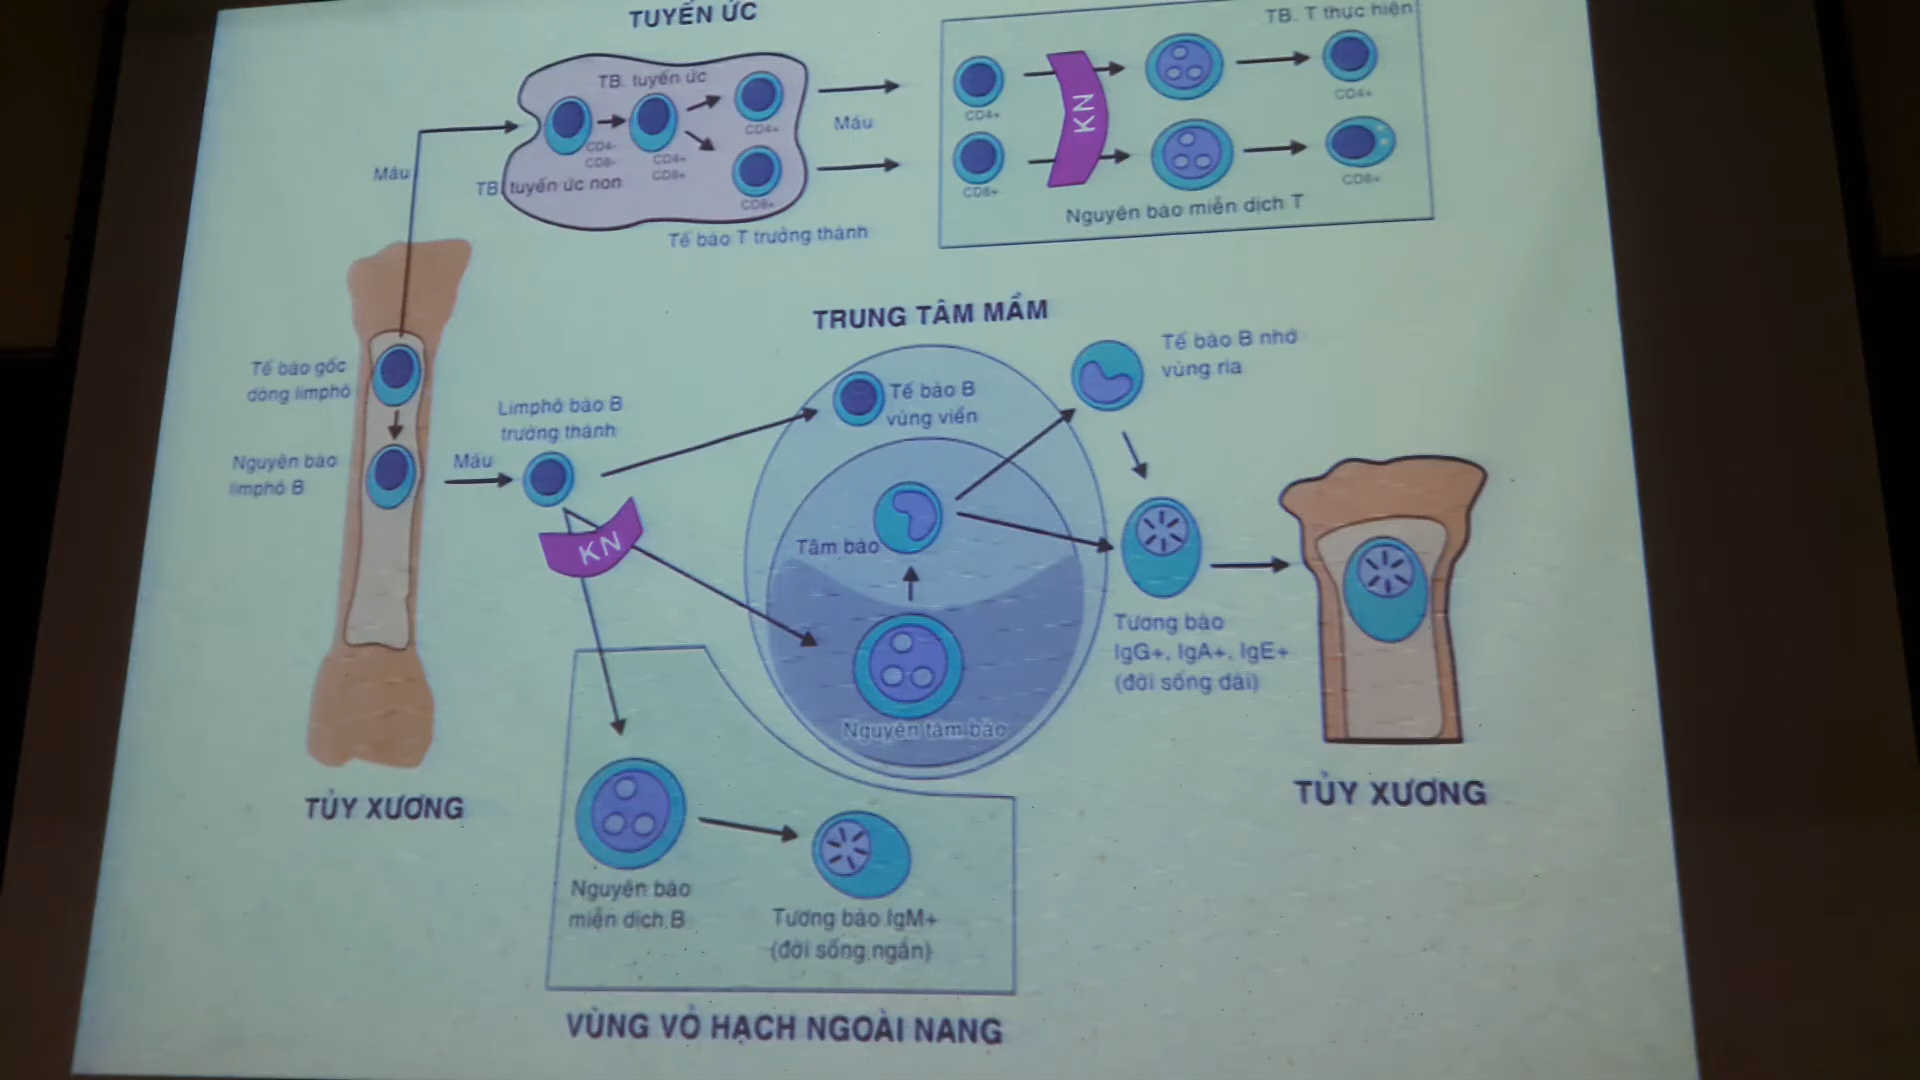 TUYẾN ỨC
TB. tuyến ức
CD4-
CD8-
CD4+
CD8+
CD4+
CD8+
TB. tuyến ức non
Tế bào T trưởng thành
Máu
Máu
TB. T thực hiện
CD4+
CD8+
KN
CD4+
CD8+
Nguyên bào miễn dịch T
Tế bào gốc
dòng limphô
Nguyên bào
limphô B
Máu
TỦY XƯƠNG
Limphô bào B
trưởng thành
KN
TRUNG TÂM MẦM
Tế bào B
vùng viền
Tâm bào
Nguyên tâm bào
Tế bào B nhớ
vùng rìa
Tương bào
IgG+, IgA+, IgE+
(đời sống dài)
TỦY XƯƠNG
Nguyên bào
miễn dịch B
Tương bào IgM+
(đời sống ngắn)
VÙNG VỎ HẠCH NGOÀI NANG